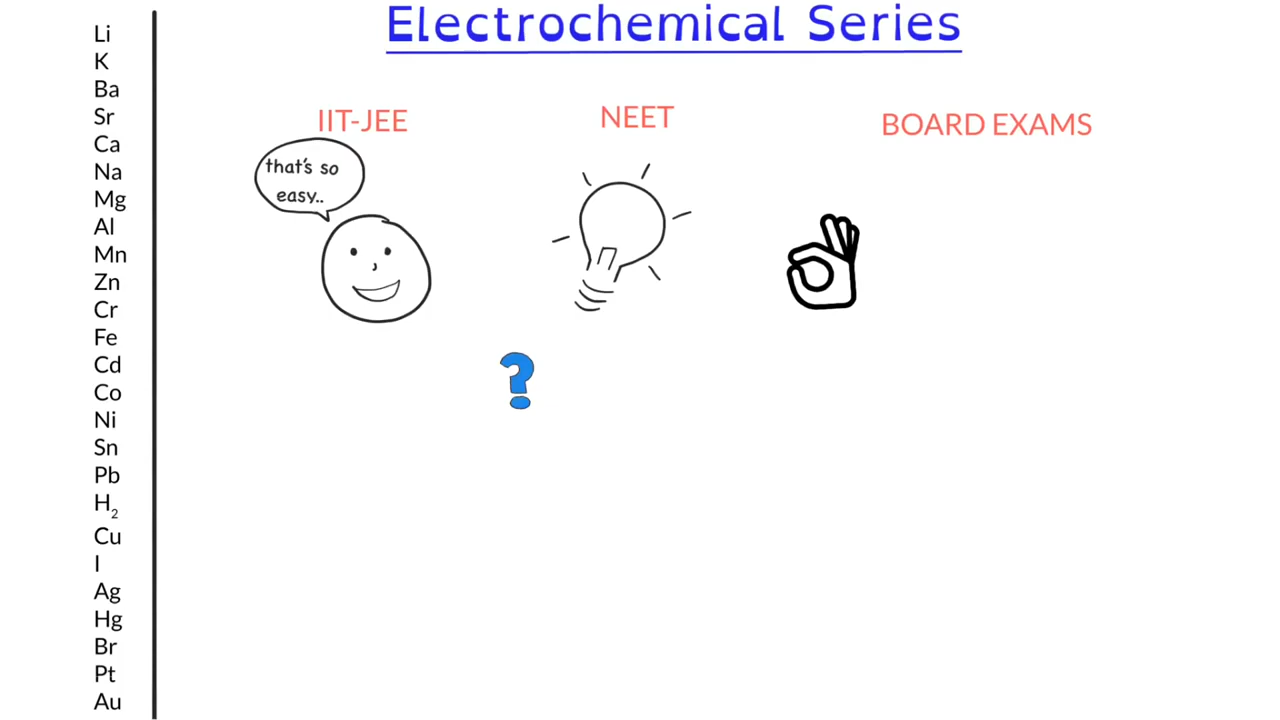 Electrochemical Series
Li
K
Ba
Sr
Ca
Na
Mg
Al
Mn
Zn
Cr
Fe
Cd
Co
Ni
Sn
Pb
H₂
Cu
I
Ag
Hg
Br
Pt
Au
IIT-JEE
that's so
easy..
NEET
BOARD EXAMS
?